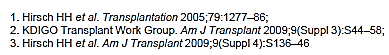 1. Hirsch HH et al. Transplantation 2005;79:1277–86;
2. KDIGO Transplant Work Group. Am J Transplant 2009;9(Suppl 3):S44–58;
3. Hirsch HH et al. Am J Transplant 2009;9(Suppl 4):S136–46